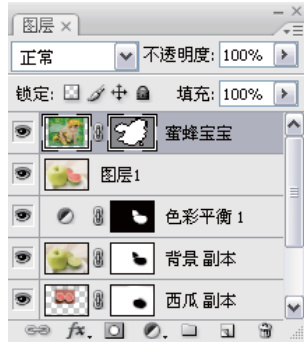 图层 ×
正常 不透明度: 100%
锁定: 填充: 100%
蜜蜂宝宝
图层1
色彩平衡 1
背景 副本
西瓜 副本
fx.